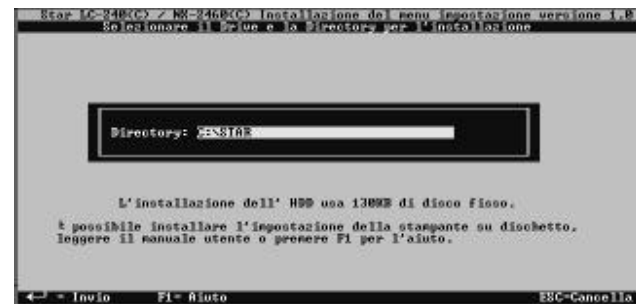 Star LC-240(C) / NX-2460(C) Installazione del menu impostazione versione 1.0
Selezionare il Drive e la Directory per l'installazione
Directory: C:\STAR
L'installazione dell' HDD usa 1300KB di disco fisso.
È possibile installare l'impostazione della stampante su dischetto,
leggere il manuale utente o premere F1 per l'aiuto.
= Invio F1= Aiuto ESC=Cancella